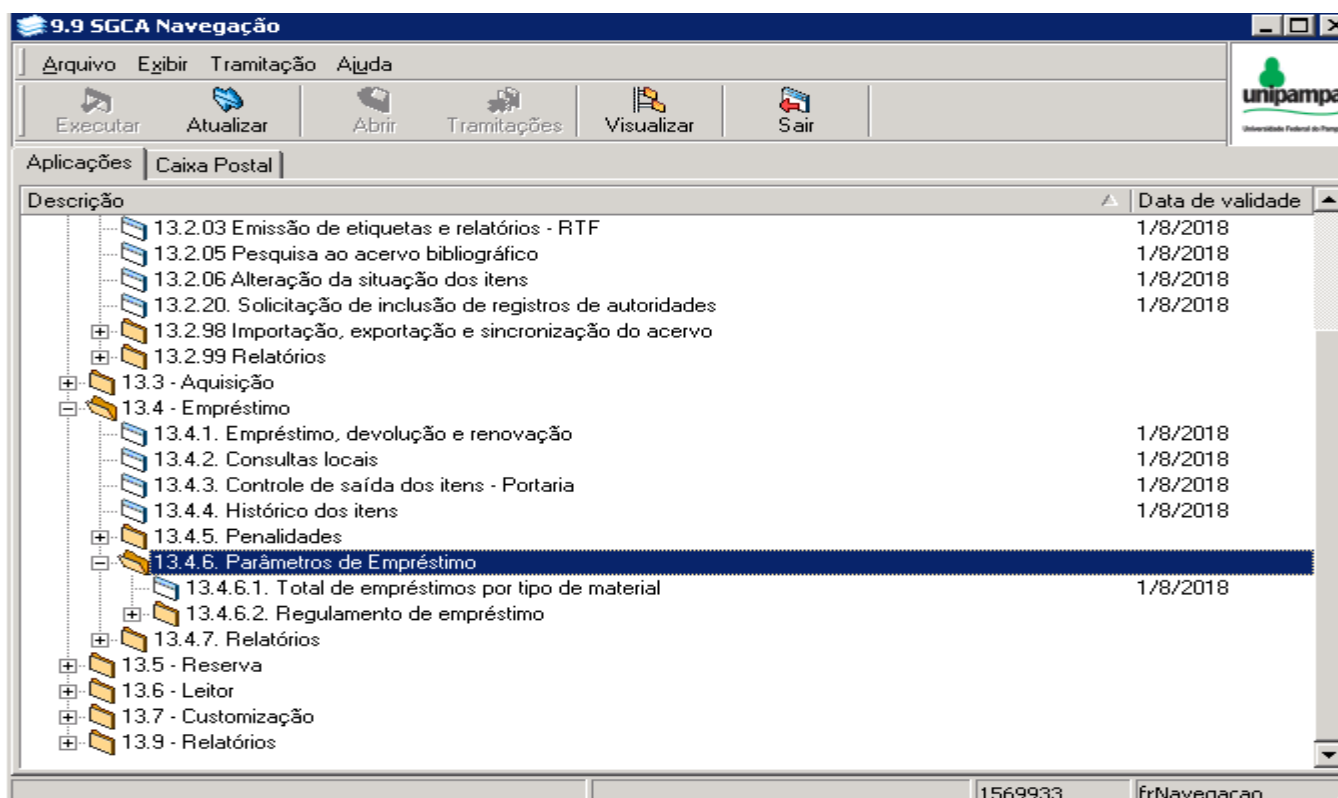 9.9 SGCA Navegação
Arquivo Exibir Tramitação Ajuda
Executar Atualizar Abrir Tramitações Visualizar Sair
unipampa
Universidade Federal do Pampa
Aplicações Caixa Postal
Descrição Data de validade
13.2.03 Emissão de etiquetas e relatórios - RTF 1/8/2018
13.2.05 Pesquisa ao acervo bibliográfico 1/8/2018
13.2.06 Alteração da situação dos itens 1/8/2018
13.2.20. Solicitação de inclusão de registros de autoridades 1/8/2018
13.2.98 Importação, exportação e sincronização do acervo
13.2.99 Relatórios
13.3 - Aquisição
13.4 - Empréstimo
13.4.1. Empréstimo, devolução e renovação 1/8/2018
13.4.2. Consultas locais 1/8/2018
13.4.3. Controle de saída dos itens - Portaria 1/8/2018
13.4.4. Histórico dos itens 1/8/2018
13.4.5. Penalidades
13.4.6. Parâmetros de Empréstimo
13.4.6.1. Total de empréstimos por tipo de material 1/8/2018
13.4.6.2. Regulamento de empréstimo
13.4.7. Relatórios
13.5 - Reserva
13.6 - Leitor
13.7 - Customização
13.9 - Relatórios
1569933 frNavegacao